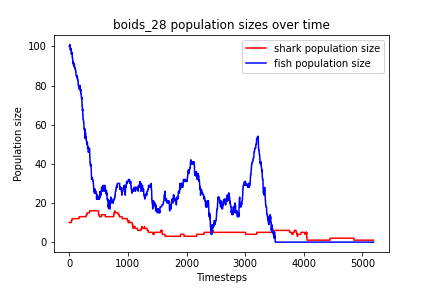 boids_28 population sizes over time
shark population size
fish population size
Population size
100
80
60
40
20
0
0 1000 2000 3000 4000 5000
Timesteps